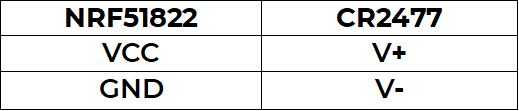 NRF51822 CR2477
VCC V+
GND V-